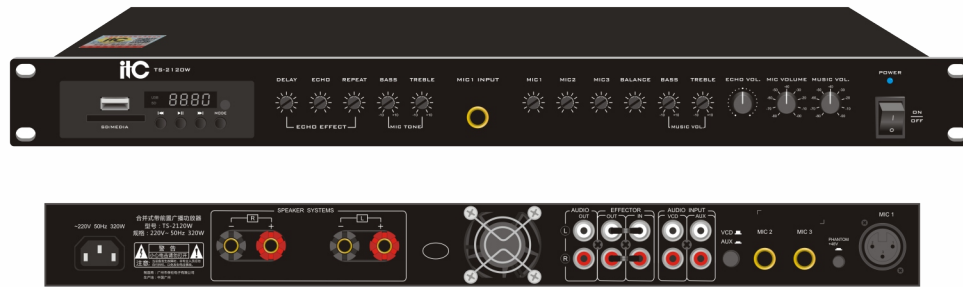 itC TS-2120W
DELAY ECHO REPEAT BASS TREBLE MIC 1 INPUT MIC1 MIC2 MIC3 BALANCE BASS TREBLE ECHO VOL. MIC VOLUME MUSIC VOL. POWER
8880
MODE
SD/MEDIA
ECHO EFFECT MIC TONE MUSIC VOL
ON
OFF
SPEAKER SYSTEMS
R L
~220V 50Hz 320W
合并式带前置广播功放器
型号：TS-2120W
规格：220V~ 50Hz 320W
警 告
AUDIO EFFECTOR AUDIO INPUT
OUT OUT IN VCD AUX
L
R
VCD
AUX
MIC 2 MIC 3
PHANTOM
+48V
MIC 1